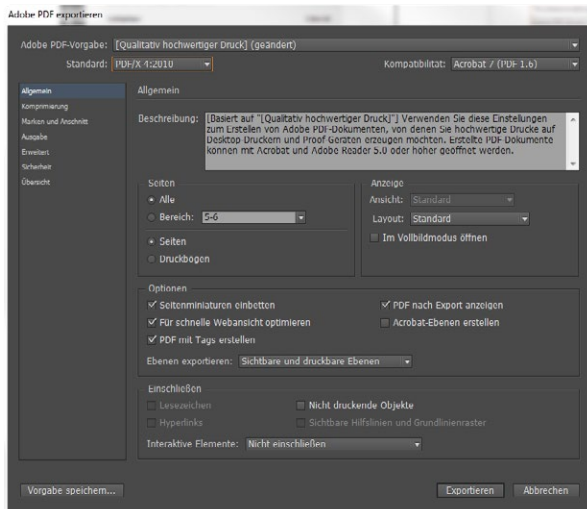 Adobe PDF exportieren
Adobe PDF-Vorgabe: [Qualitativ hochwertiger Druck] (geändert)
Standard: PDF/X 4:2010 Kompatibilität: Acrobat 7 (PDF 1.6)
Allgemein
Komprimierung
Marken und Anschnitt
Ausgabe
Erweitert
Sicherheit
Übersicht
Allgemein
Beschreibung: [Basiert auf "[Qualitativ hochwertiger Druck]"] Verwenden Sie diese Einstellungen
zum Erstellen von Adobe PDF-Dokumenten, von denen Sie hochwertige Drucke auf
Desktop Druckern und Proof Geräten erzeugen möchten. Erstellte PDF Dokumente
können mit Acrobat und Adobe Reader 5.0 oder höher geöffnet werden.
Seiten
Alle
Bereich: 5-6
Seiten
Druckbogen
Anzeige
Ansicht: Standard
Layout: Standard
Im Vollbildmodus öffnen
Optionen
Seitenminiaturen einbetten PDF nach Export anzeigen
Für schnelle Webansicht optimieren Acrobat-Ebenen erstellen
PDF mit Tags erstellen
Ebenen exportieren: Sichtbare und druckbare Ebenen
Einschließen
Lesezeichen Nicht druckende Objekte
Hyperlinks Sichtbare Hilfslinien und Grundlinienraster
Interaktive Elemente: Nicht einschließen
Vorgabe speichern... Exportieren Abbrechen